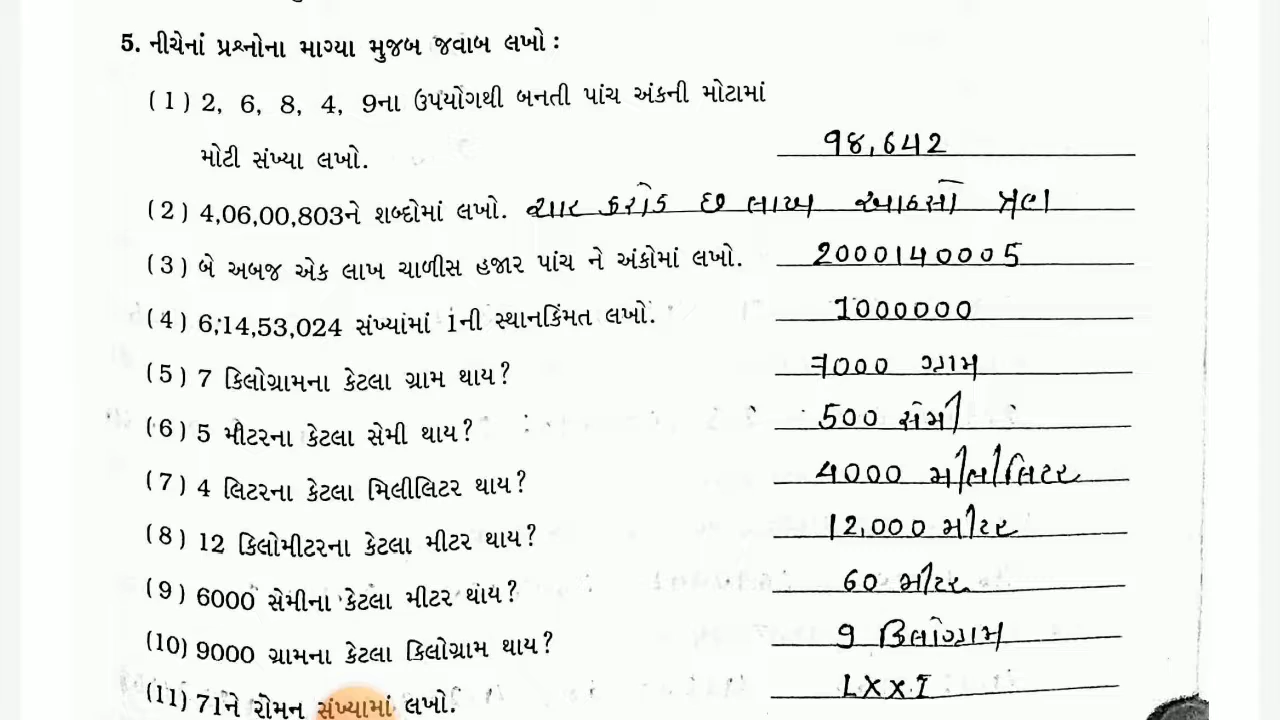 5. નીચેનાં પ્રશ્નોના માગ્યા મુજબ જવાબ લખો :
(1) 2, 6, 8, 4, 9ના ઉપયોગથી બનતી પાંચ અંકની મોટામાં
મોટી સંખ્યા લખો. 98,642
(2) 4,06,00,803ને શબ્દોમાં લખો. ચાર કરોડ છ લાખ આઠસો ત્રણ
(3) બે અબજ એક લાખ ચાળીસ હજાર પાંચ ને અંકોમાં લખો. 2000140005
(4) 6,14,53,024 સંખ્યામાં 1ની સ્થાનકિંમત લખો. 1000000
(5) 7 કિલોગ્રામના કેટલા ગ્રામ થાય? 7000 ગ્રામ
(6) 5 મીટરના કેટલા સેમી થાય? 500 સેમી
(7) 4 લિટરના કેટલા મિલીલિટર થાય? 4000 મીલીલિટર
(8) 12 કિલોમીટરના કેટલા મીટર થાય? 12,000 મીટર
(9) 6000 સેમીના કેટલા મીટર થાય? 60 મીટર
(10) 9000 ગ્રામના કેટલા કિલોગ્રામ થાય? 9 કિલોગ્રામ
(11) 71ને રોમન સંખ્યામાં લખો. LXXI